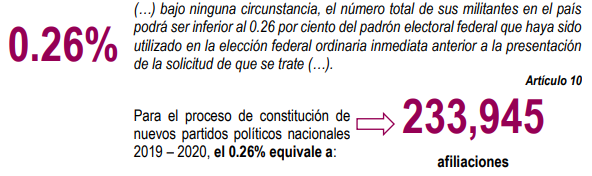 (…) bajo ninguna circunstancia, el número total de sus militantes en el país
podrá ser inferior al 0.26 por ciento del padrón electoral federal que haya sido
utilizado en la elección federal ordinaria inmediata anterior a la presentación
de la solicitud de que se trate (…).
0.26%
Artículo 10
Para el proceso de constitución de
nuevos partidos políticos nacionales
2019 – 2020, el 0.26% equivale a:
233,945
afiliaciones